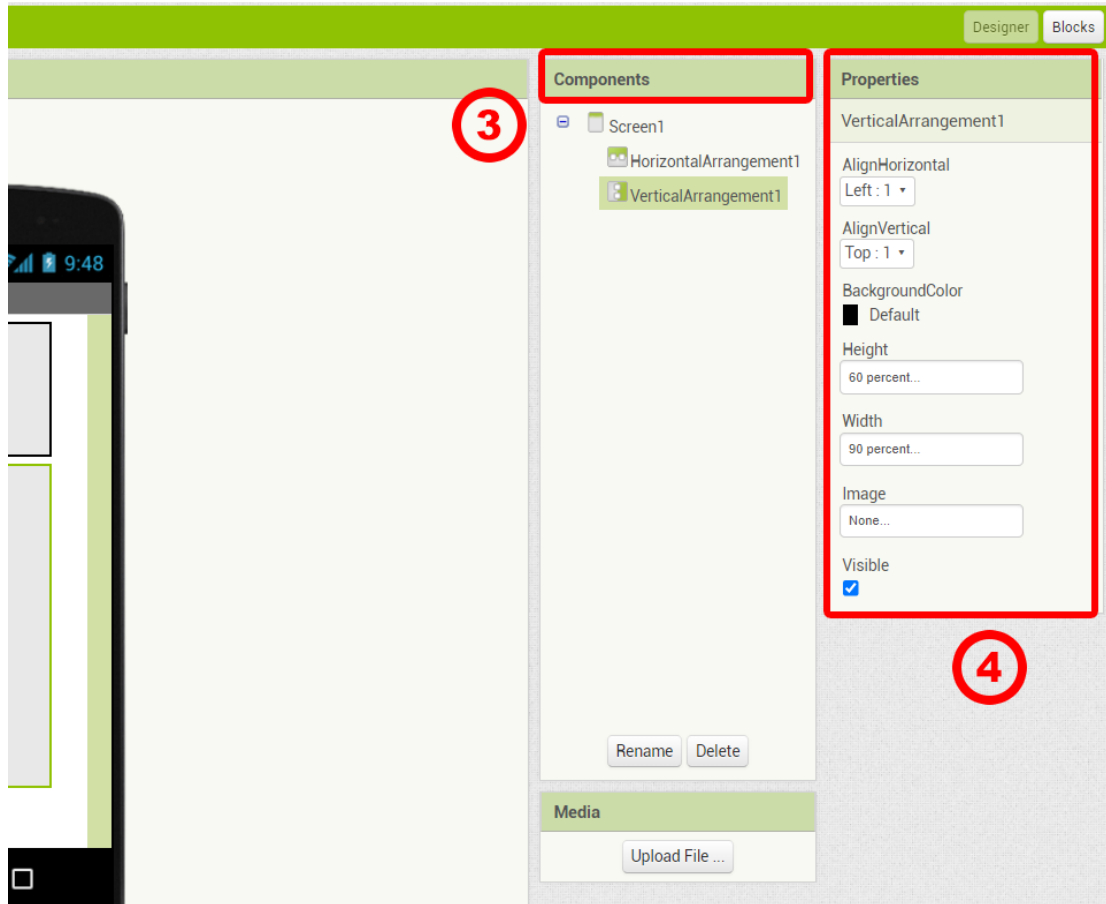 Designer
Blocks
Components
Properties
3
Screen1
HorizontalArrangement1
VerticalArrangement1
VerticalArrangement1
AlignHorizontal
Left : 1
AlignVertical
Top : 1
BackgroundColor
Default
Height
60 percent...
Width
90 percent...
Image
None...
Visible
4
9:48
Rename
Delete
Media
Upload File ...